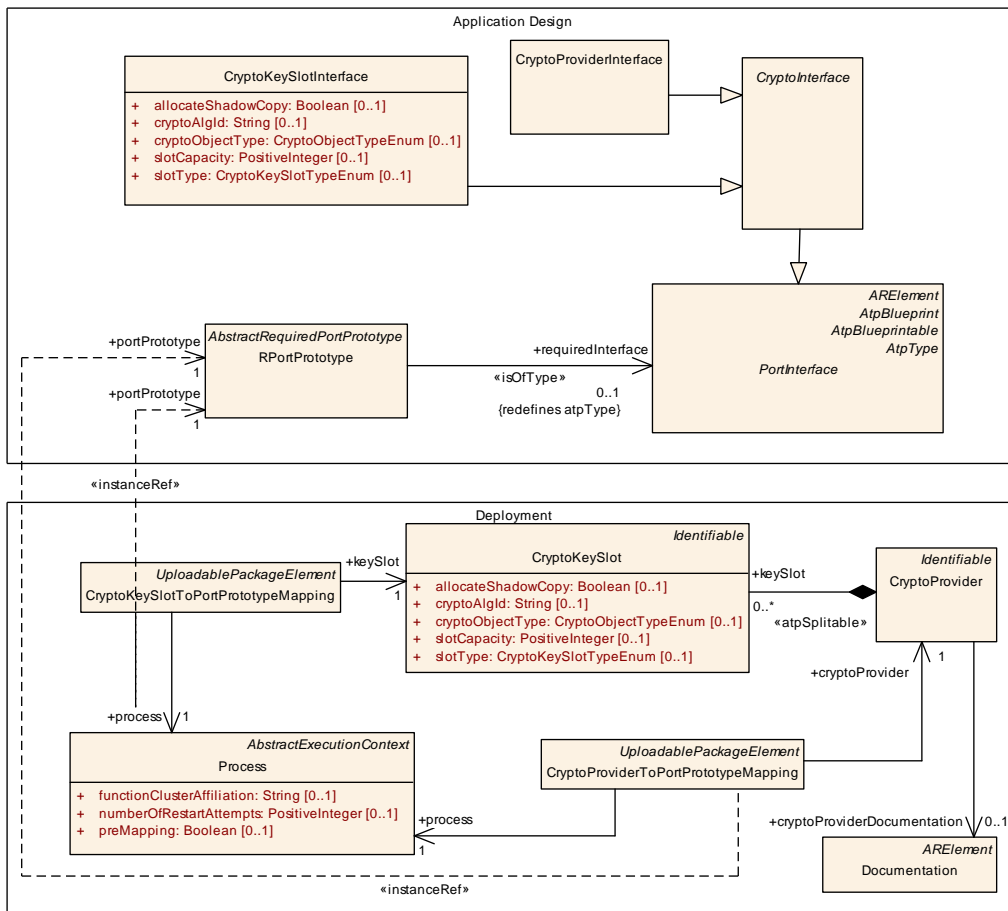 Application Design
CryptoKeySlotInterface
+ allocateShadowCopy: Boolean [0..1]
+ cryptoAlgId: String [0..1]
+ cryptoObjectType: CryptoObjectTypeEnum [0..1]
+ slotCapacity: PositiveInteger [0..1]
+ slotType: CryptoKeySlotTypeEnum [0..1]
CryptoProviderInterface
CryptoInterface
ARElement
AtpBlueprint
AtpBlueprintable
AtpType
PortInterface
+portPrototype
1
+portPrototype
1
AbstractRequiredPortPrototype
RPortPrototype
+requiredInterface
«isOfType»
0..1
{redefines atpType}
«instanceRef»
Deployment
UploadablePackageElement
CryptoKeySlotToPortPrototypeMapping
+keySlot
1
Identifiable
CryptoKeySlot
+ allocateShadowCopy: Boolean [0..1]
+ cryptoAlgId: String [0..1]
+ cryptoObjectType: CryptoObjectTypeEnum [0..1]
+ slotCapacity: PositiveInteger [0..1]
+ slotType: CryptoKeySlotTypeEnum [0..1]
+keySlot
0..*
«atpSplitable»
Identifiable
CryptoProvider
+cryptoProvider
1
+process
1
AbstractExecutionContext
Process
+ functionClusterAffiliation: String [0..1]
+ numberOfRestartAttempts: PositiveInteger [0..1]
+ preMapping: Boolean [0..1]
UploadablePackageElement
CryptoProviderToPortPrototypeMapping
+process
1
+cryptoProviderDocumentation
0..1
ARElement
Documentation
«instanceRef»